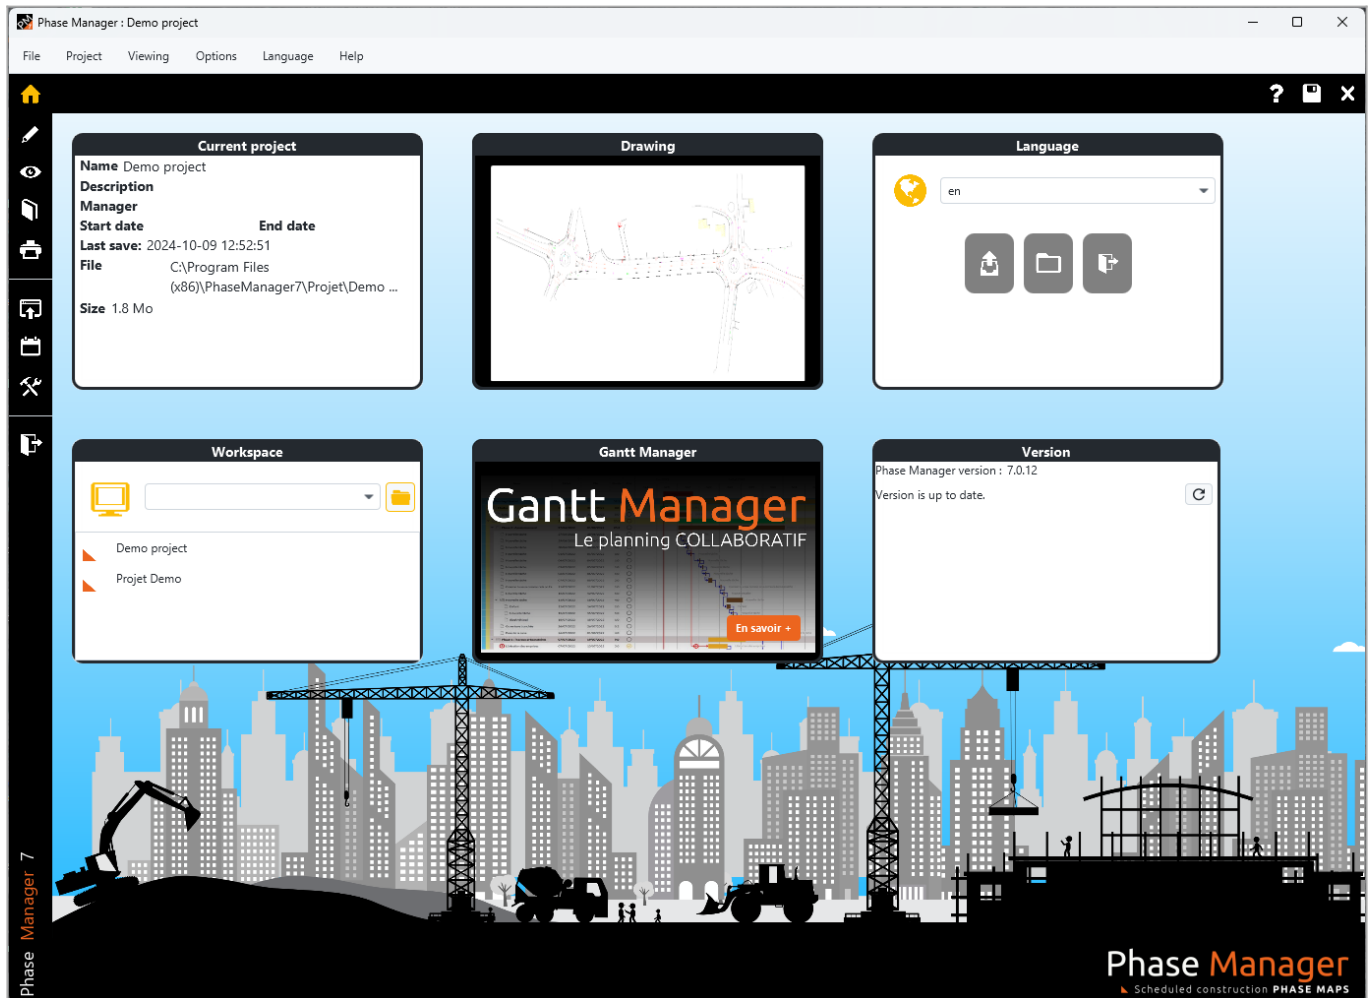 Phase Manager : Demo project
File Project Viewing Options Language Help
Current project
Name Demo project
Description
Manager
Start date End date
Last save: 2024-10-09 12:52:51
File C:\Program Files
(x86)\PhaseManager7\Projet\Demo ...
Size 1.8 Mo
Drawing
Language
en
Workspace
Demo project
Projet Demo
Gantt Manager
Gantt Manager
Le planning COLLABORATIF
En savoir +
Version
Phase Manager version : 7.0.12
Version is up to date.
Phase Manager 7
Phase Manager
Scheduled construction PHASE MAPS